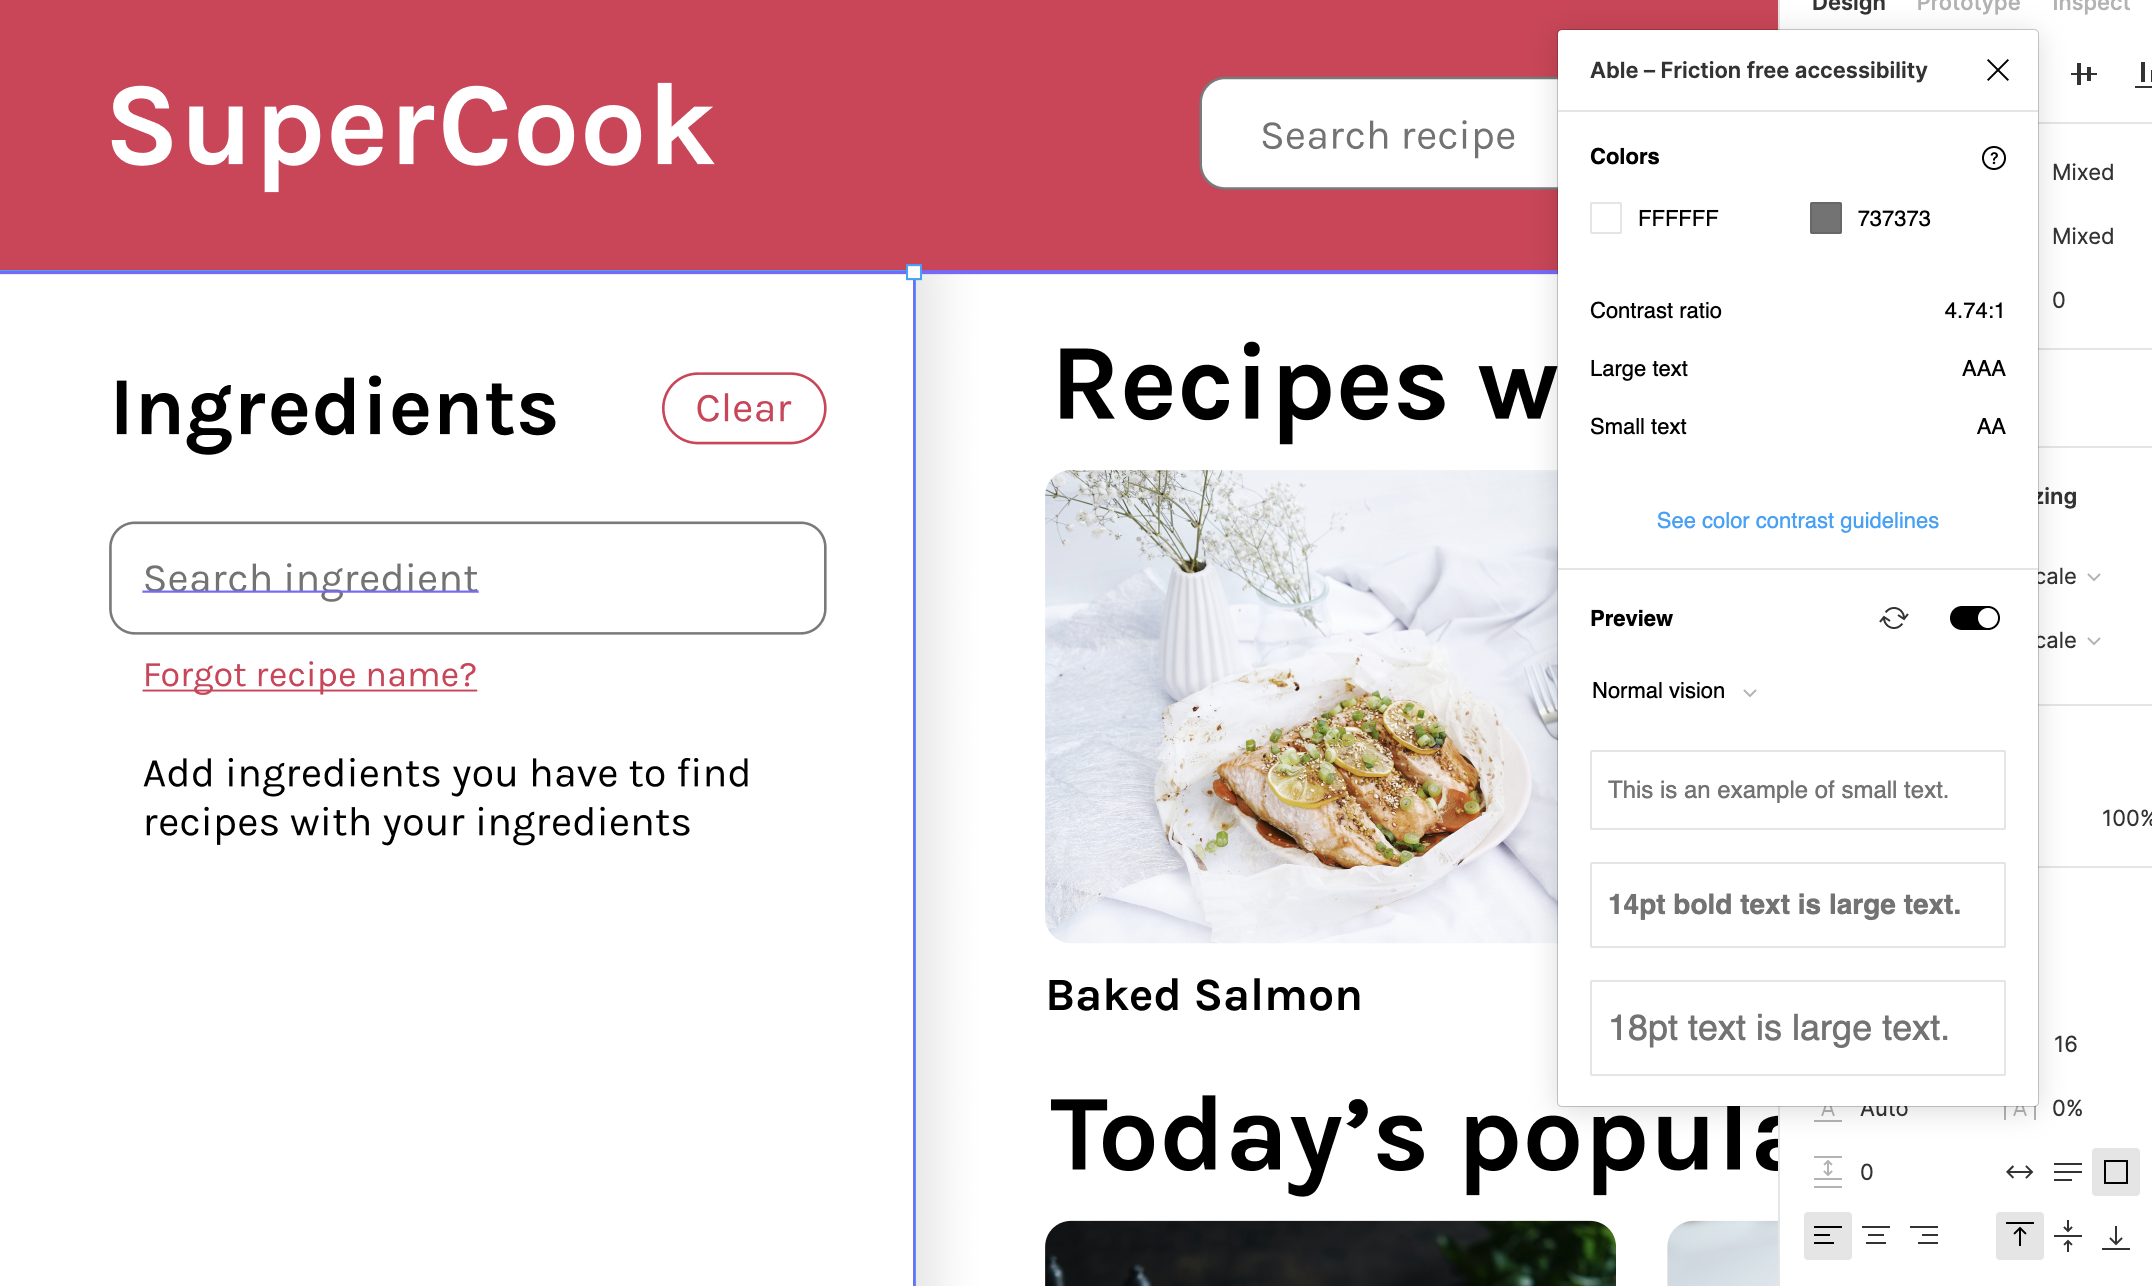 SuperCook
Search recipe
Ingredients
Clear
Search ingredient
Forgot recipe name?
Add ingredients you have to find
recipes with your ingredients
Recipes w
Baked Salmon
Today’s popula
Able – Friction free accessibility
Colors
?
FFFFFF
737373
Contrast ratio
4.74:1
Large text
AAA
Small text
AA
See color contrast guidelines
Preview
Normal vision
This is an example of small text.
14pt bold text is large text.
18pt text is large text.
Design
Prototype
Inspect
Mixed
Mixed
0
zing
cale
cale
100%
16
A
Auto
|A|
0%
0